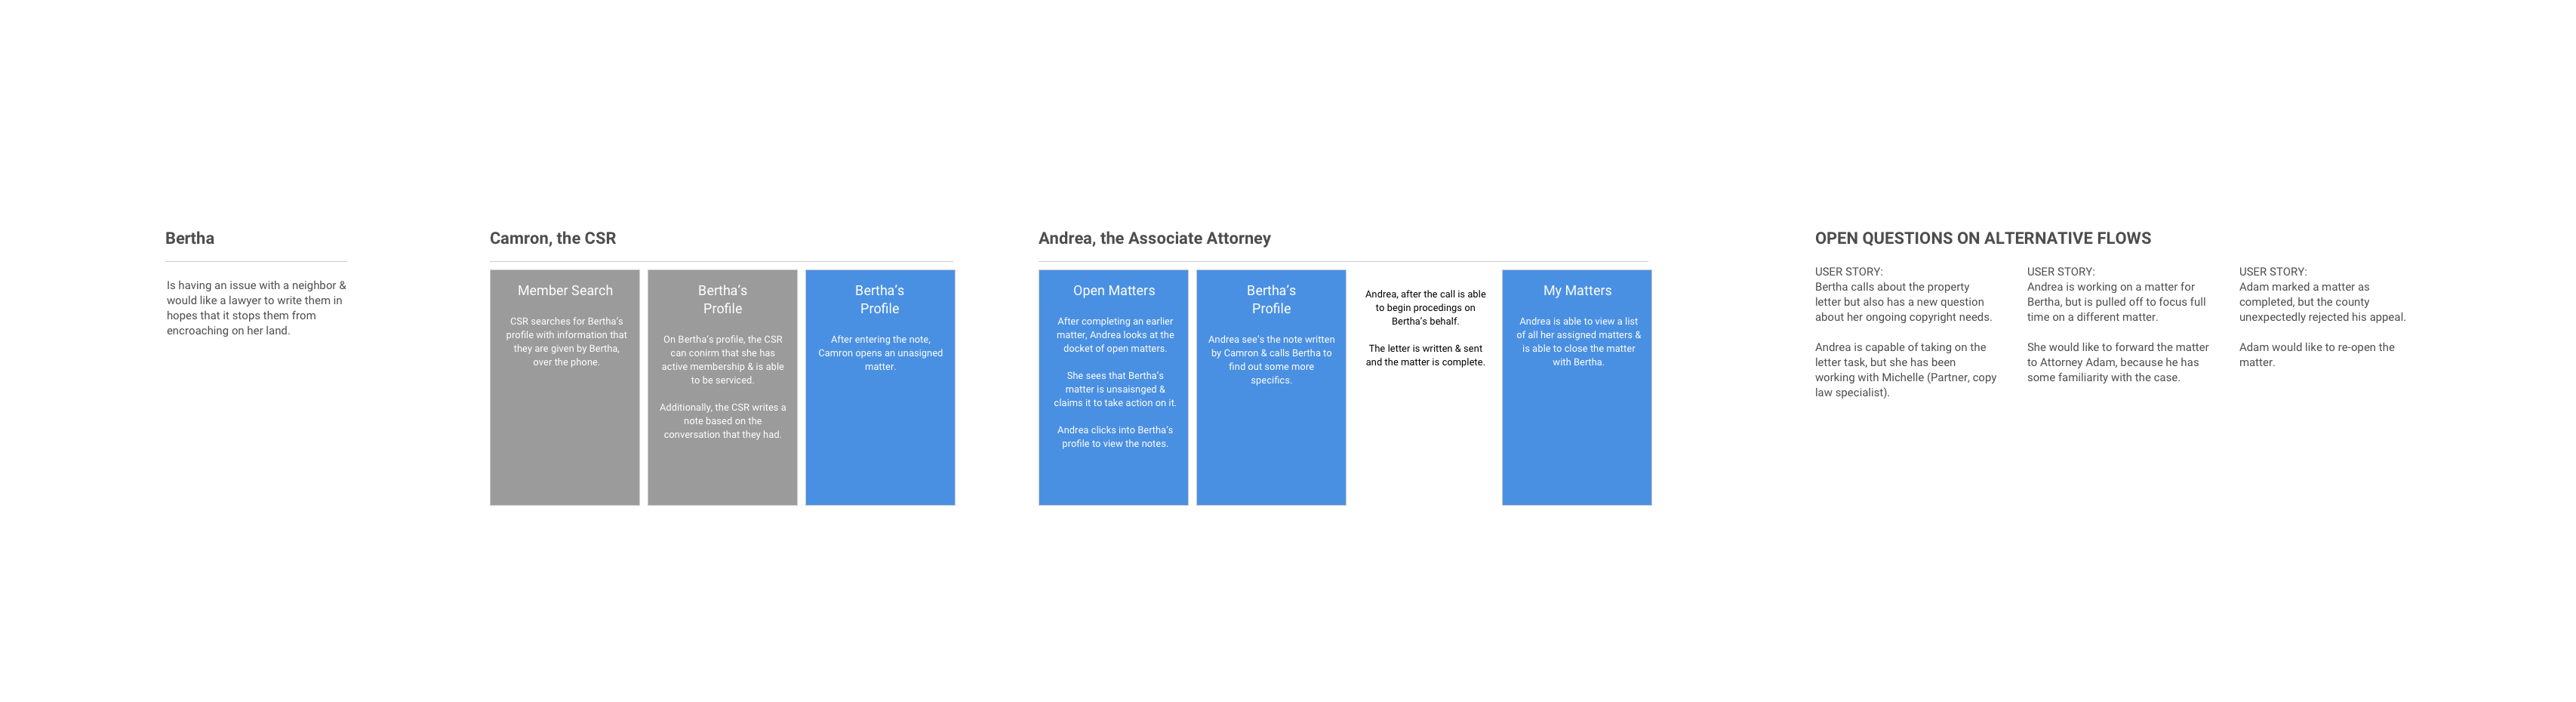 Bertha
Is having an issue with a neighbor &
would like a lawyer to write them in
hopes that it stops them from
encroaching on her land.
Camron, the CSR
Member Search
CSR searches for Bertha's
profile with information that
they are given by Bertha,
over the phone.
Bertha's
Profile
On Bertha's profile, the CSR
can conirm that she has
active membership & is able
to be serviced.
Additionally, the CSR writes a
note based on the
conversation that they had.
Bertha's
Profile
After entering the note,
Camron opens an unasigned
matter.
Andrea, the Associate Attorney
Open Matters
After completing an earlier
matter, Andrea looks at the
docket of open matters.
She sees that Bertha's
matter is unsaisnged &
claims it to take action on it.
Andrea clicks into Bertha's
profile to view the notes.
Bertha's
Profile
Andrea see's the note written
by Camron & calls Bertha to
find out some more
specifics.
Andrea, after the call is able
to begin procedings on
Bertha's behalf.
The letter is written & sent
and the matter is complete.
My Matters
Andrea is able to view a list
of all her assigned matters &
is able to close the matter
with Bertha.
OPEN QUESTIONS ON ALTERNATIVE FLOWS
USER STORY:
Bertha calls about the property
letter but also has a new question
about her ongoing copyright needs.
Andrea is capable of taking on the
letter task, but she has been
working with Michelle (Partner, copy
law specialist).
USER STORY:
Andrea is working on a matter for
Bertha, but is pulled off to focus full
time on a different matter.
She would like to forward the matter
to Attorney Adam, because he has
some familiarity with the case.
USER STORY:
Adam marked a matter as
completed, but the county
unexpectedly rejected his appeal.
Adam would like to re-open the
matter.